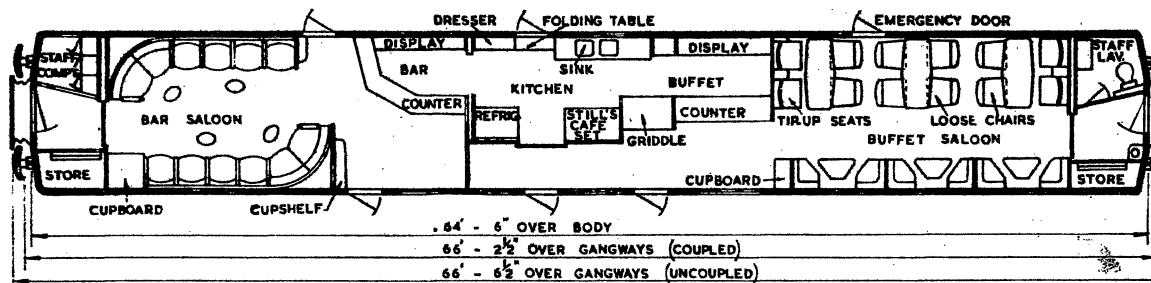 DRESSER FOLDING TABLE EMERGENCY DOOR
STAFF COMPT.
DISPLAY
SINK
DISPLAY
STAFF LAV.
BAR
KITCHEN
BUFFET
BAR SALOON
COUNTER
REFRIG
STILL'S CAFE SET
GRIDDLE
COUNTER
TIP.UP SEATS
LOOSE CHAIRS
BUFFET SALOON
STORE
CUPBOARD
STORE
CUPBOARD
CUPSHELF
.64' - 6" OVER BODY
66' - 2½" OVER GANGWAYS (COUPLED)
66' - 6½" OVER GANGWAYS (UNCOUPLED)